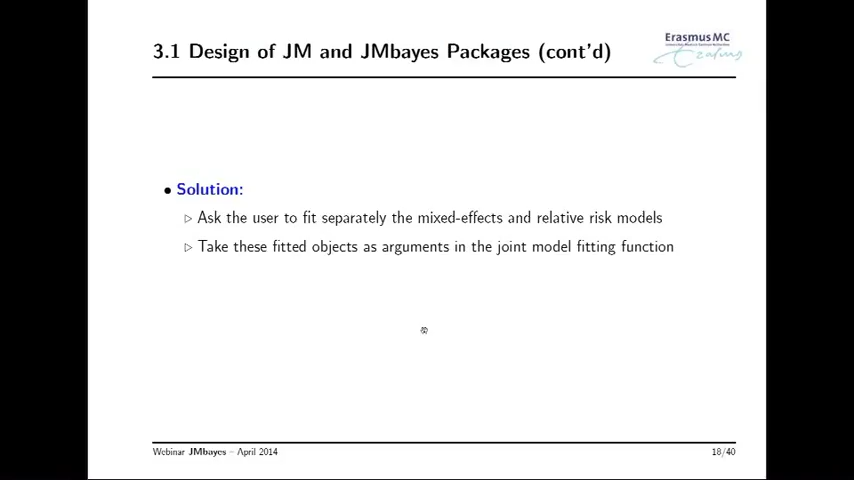 3.1 Design of JM and JMbayes Packages (cont'd)
Erasmus MC
• Solution:
▷ Ask the user to fit separately the mixed-effects and relative risk models
▷ Take these fitted objects as arguments in the joint model fitting function
Webinar JMbayes – April 2014
18/40